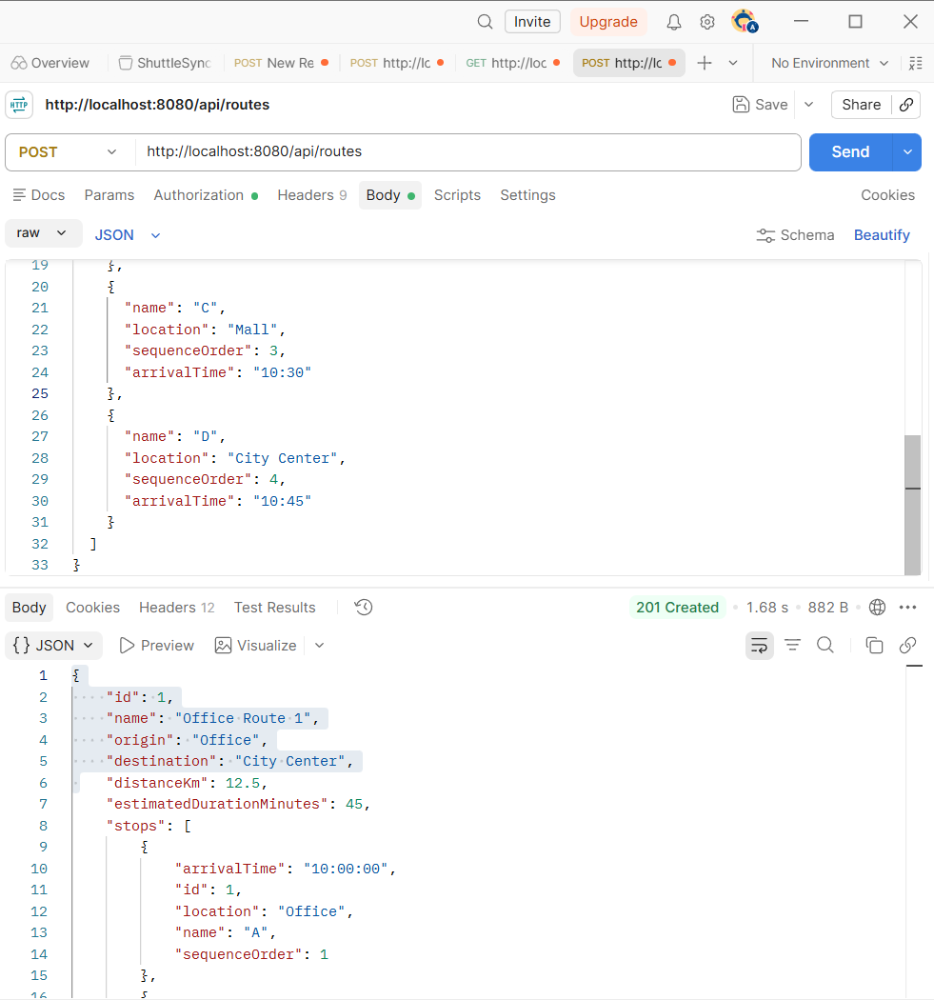 Invite Upgrade A
Overview ShuttleSync POST New Re POST http://lc GET http://loc POST http://lc No Environment
HTTP http://localhost:8080/api/routes Save Share
POST http://localhost:8080/api/routes Send
Docs Params Authorization Headers 9 Body Scripts Settings Cookies
raw JSON Schema Beautify
19 },
20 {
21 "name": "C",
22 "location": "Mall",
23 "sequenceOrder": 3,
24 "arrivalTime": "10:30"
25 },
26 {
27 "name": "D",
28 "location": "City Center",
29 "sequenceOrder": 4,
30 "arrivalTime": "10:45"
31 }
32 ]
33 }
Body Cookies Headers 12 Test Results 201 Created • 1.68 s • 882 B •
{} JSON Preview Visualize
1 {
2 "id": 1,
3 "name": "Office Route 1",
4 "origin": "Office",
5 "destination": "City Center",
6 "distanceKm": 12.5,
7 "estimatedDurationMinutes": 45,
8 "stops": [
9 {
10 "arrivalTime": "10:00:00",
11 "id": 1,
12 "location": "Office",
13 "name": "A",
14 "sequenceOrder": 1
15 },
16 {